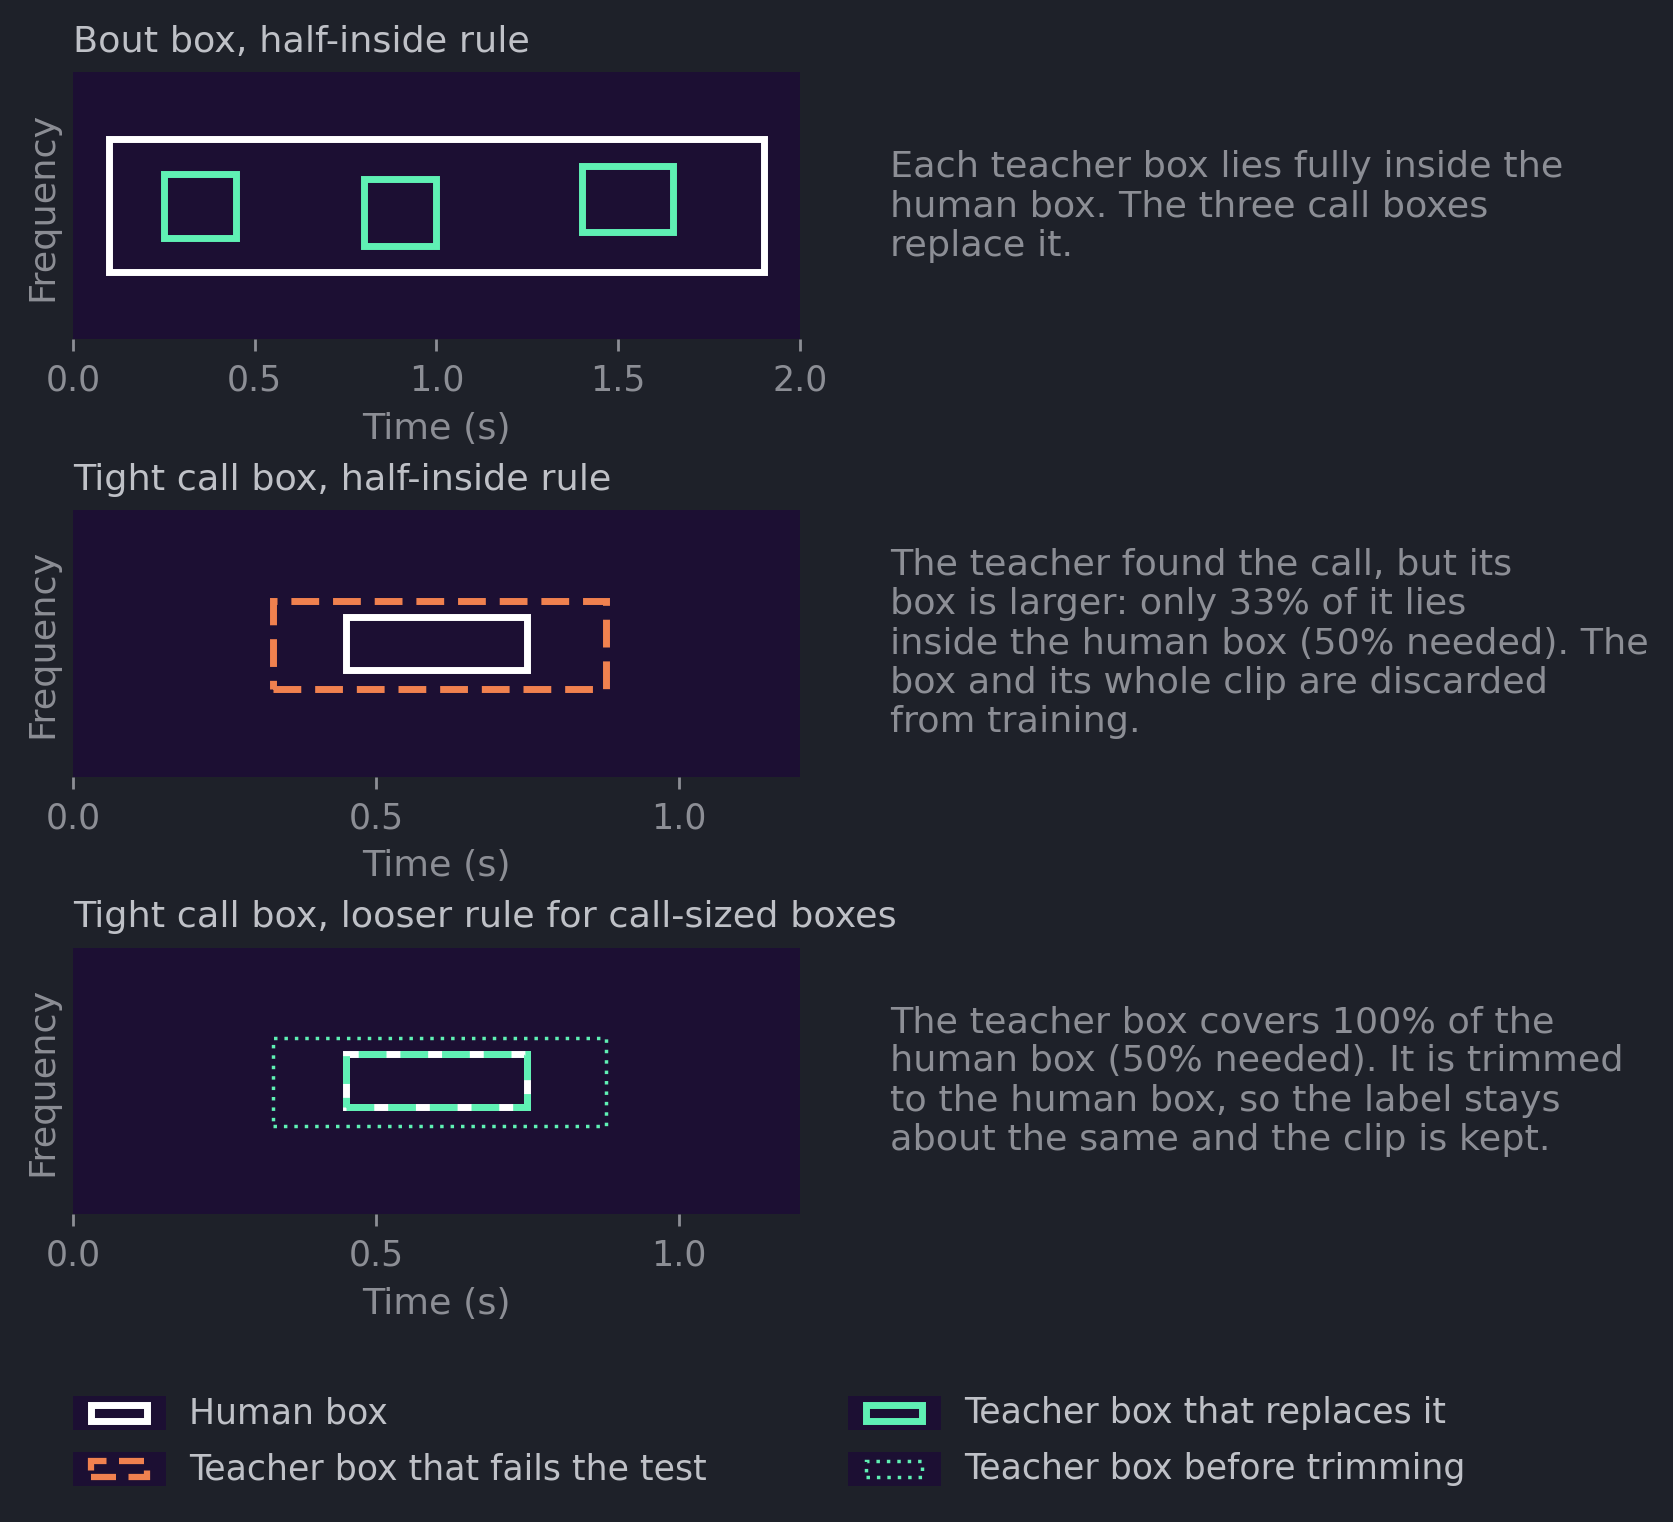 Bout box, half-inside rule
Frequency
0.0 0.5 1.0 1.5 2.0
Time (s)
Each teacher box lies fully inside the
human box. The three call boxes
replace it.
Tight call box, half-inside rule
Frequency
0.0 0.5 1.0
Time (s)
The teacher found the call, but its
box is larger: only 33% of it lies
inside the human box (50% needed). The
box and its whole clip are discarded
from training.
Tight call box, looser rule for call-sized boxes
Frequency
0.0 0.5 1.0
Time (s)
The teacher box covers 100% of the
human box (50% needed). It is trimmed
to the human box, so the label stays
about the same and the clip is kept.
Human box
Teacher box that fails the test
Teacher box that replaces it
Teacher box before trimming